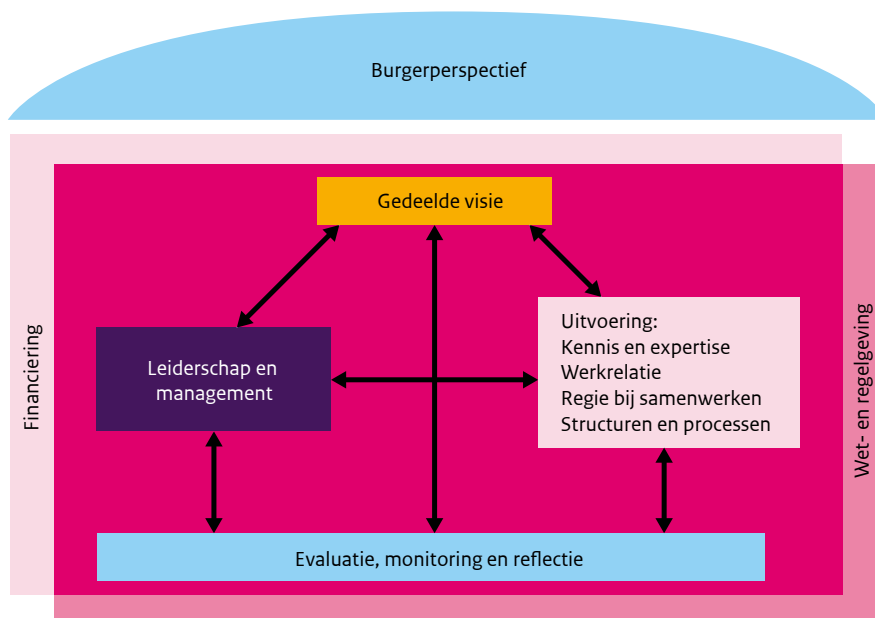 Burgerperspectief
Gedeelde visie
Financiering
Leiderschap en
management
Uitvoering:
Kennis en expertise
Werkrelatie
Regie bij samenwerken
Structuren en processen
Wet- en regelgeving
Evaluatie, monitoring en reflectie